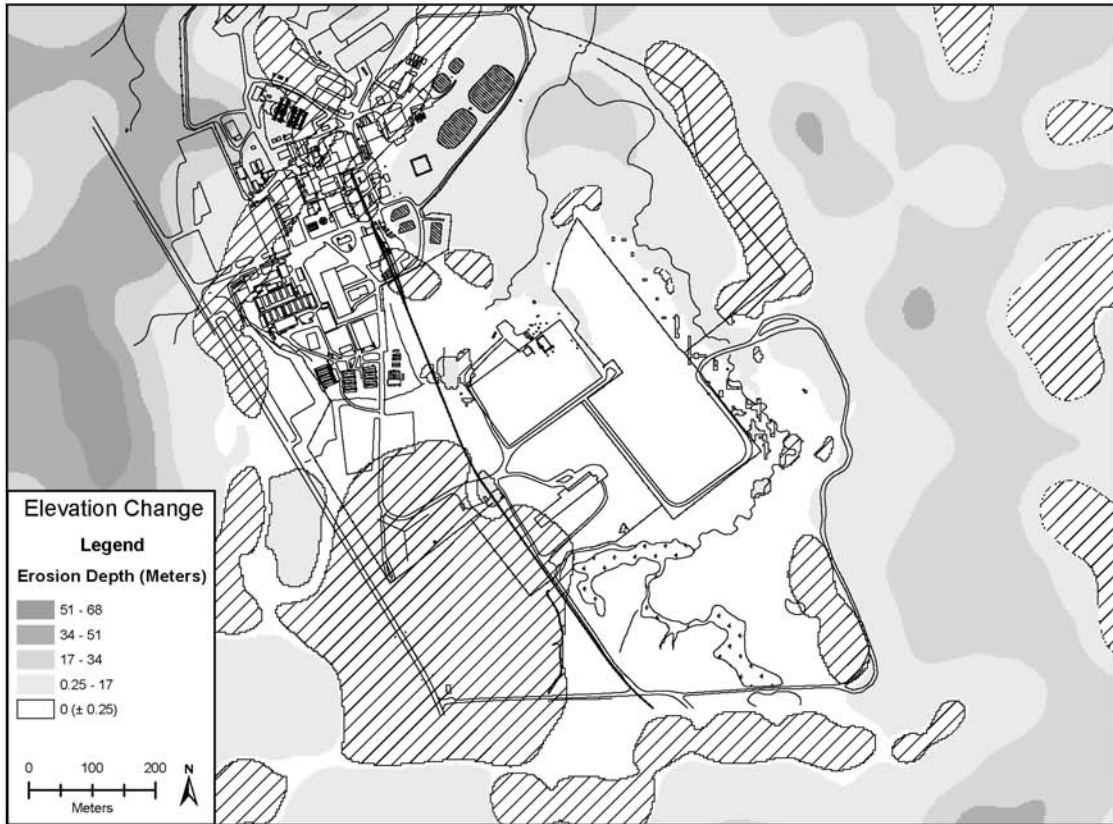 Elevation Change
Legend
Erosion Depth (Meters)
51 - 68
34 - 51
17 - 34
0.25 - 17
0 (± 0.25)
0 100 200
Meters
N